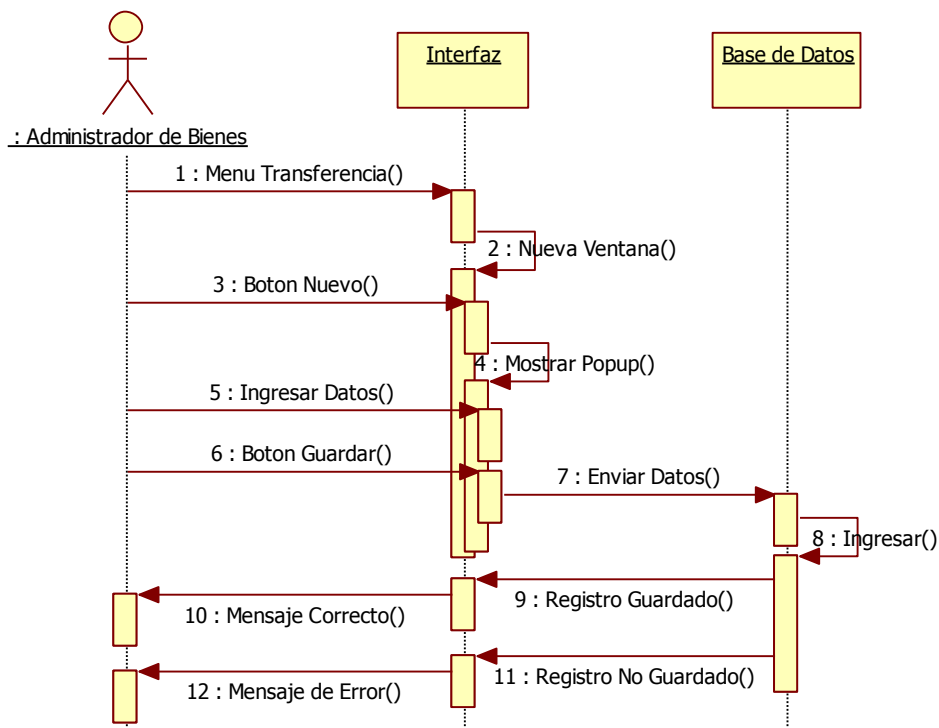 Interfaz
Base de Datos
: Administrador de Bienes
1 : Menu Transferencia()
2 : Nueva Ventana()
3 : Boton Nuevo()
4 : Mostrar Popup()
5 : Ingresar Datos()
6 : Boton Guardar()
7 : Enviar Datos()
8 : Ingresar()
9 : Registro Guardado()
10 : Mensaje Correcto()
11 : Registro No Guardado()
12 : Mensaje de Error()